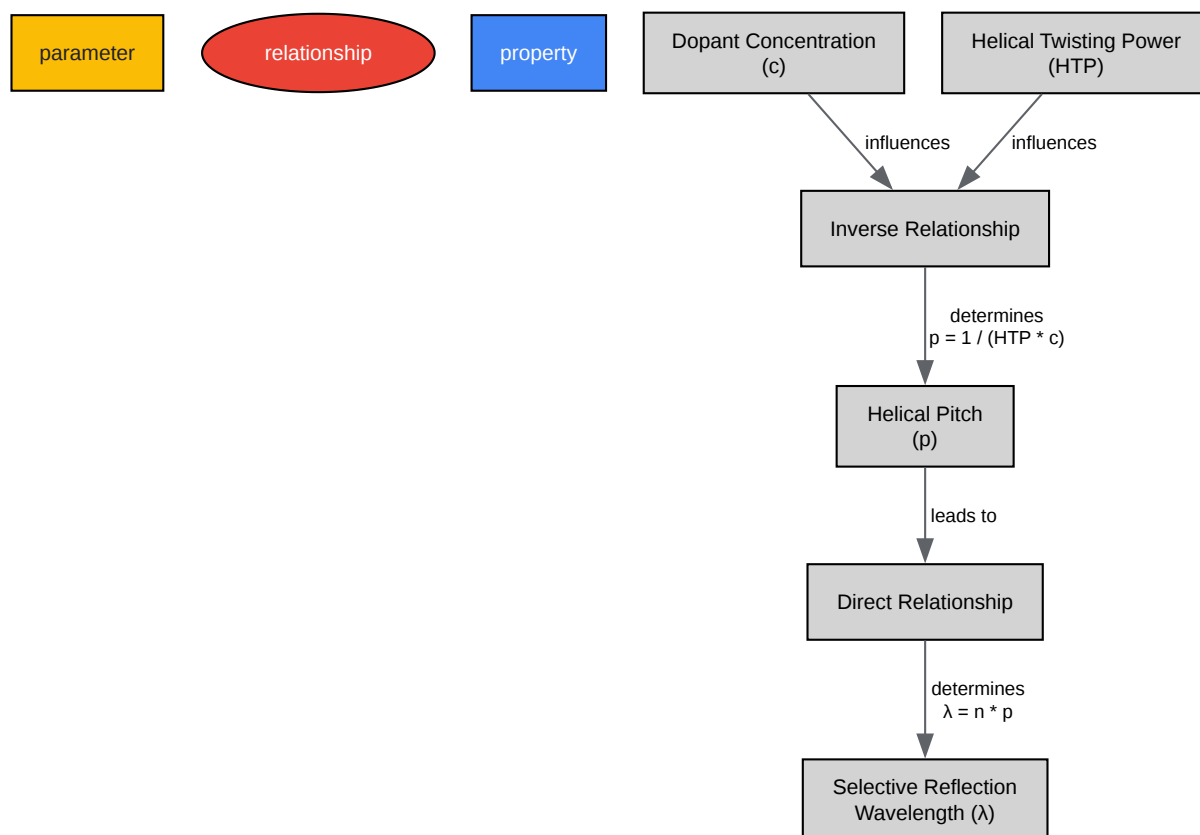 parameter
relationship
property
Dopant Concentration
(c)
Helical Twisting Power
(HTP)
influences
influences
Inverse Relationship
determines
p = 1 / (HTP * c)
Helical Pitch
(p)
leads to
Direct Relationship
determines
λ = n * p
Selective Reflection
Wavelength (λ)